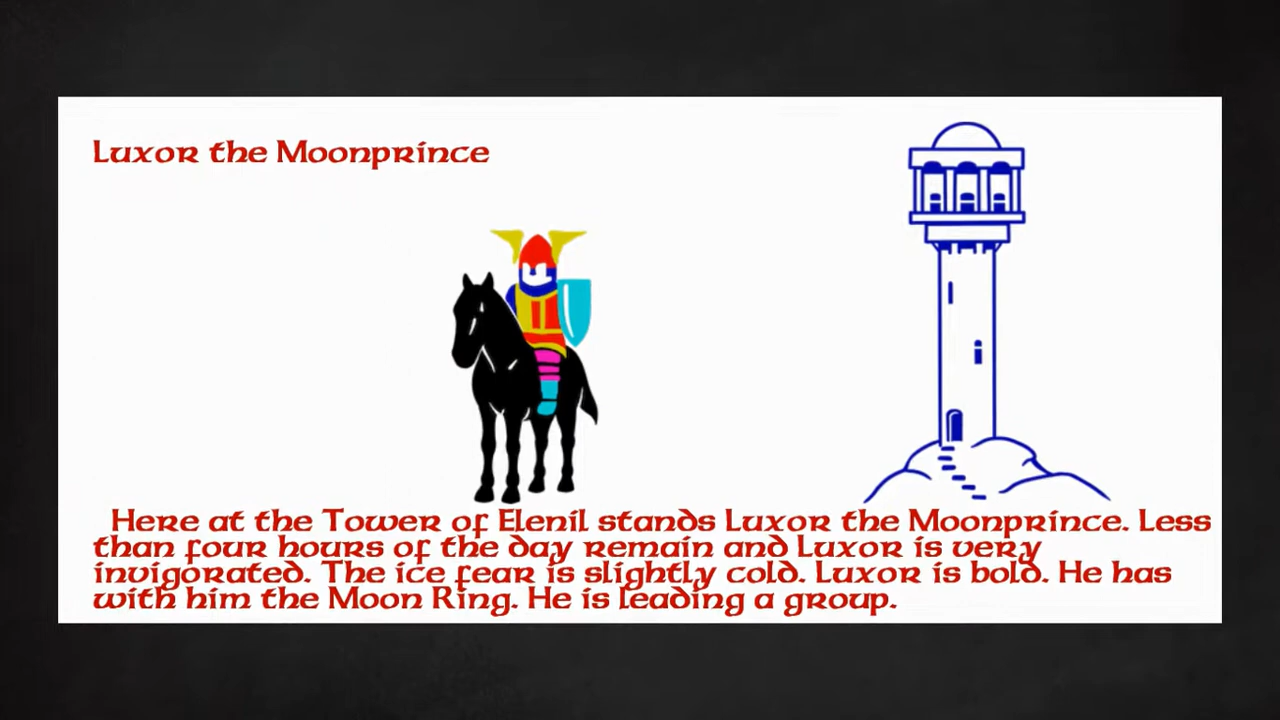 Luxor the Moonprince
Here at the Tower of Elenil stands Luxor the Moonprince. Less
than four hours of the day remain and Luxor is very
invigorated. The ice fear is slightly cold. Luxor is bold. He has
with him the Moon Ring. He is leading a group.